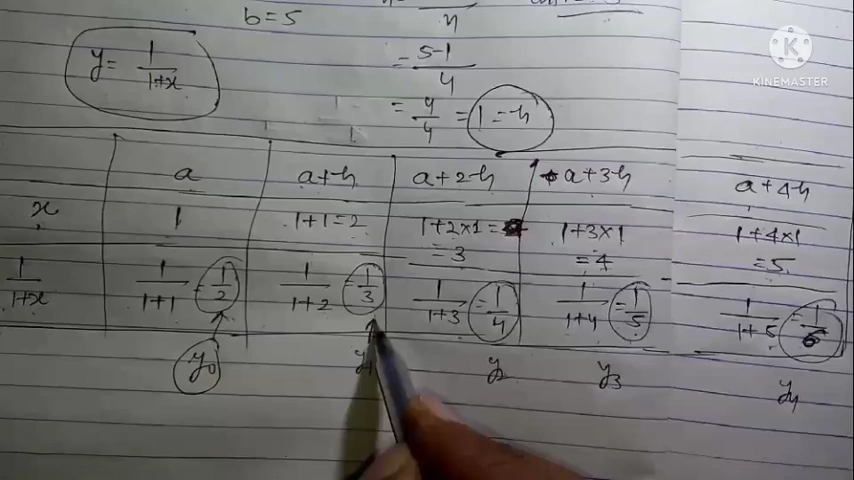 b=5
= 5-1 / 4
y= 1 / 1+x
= 4/4 = 1 = h
K
KINEMASTER
a a+h a+2h a+3h a+4h
x 1 1+1=2 1+2×1= =3 1+3×1 =4 1+4×1 =5
1 / 1+x 1 / 1+1 = 1/2 1 / 1+2 = 1/3 1 / 1+3 = 1/4 1 / 1+4 = 1/5 1 / 1+5 = 1/6
y0 y1 y2 y3 y4